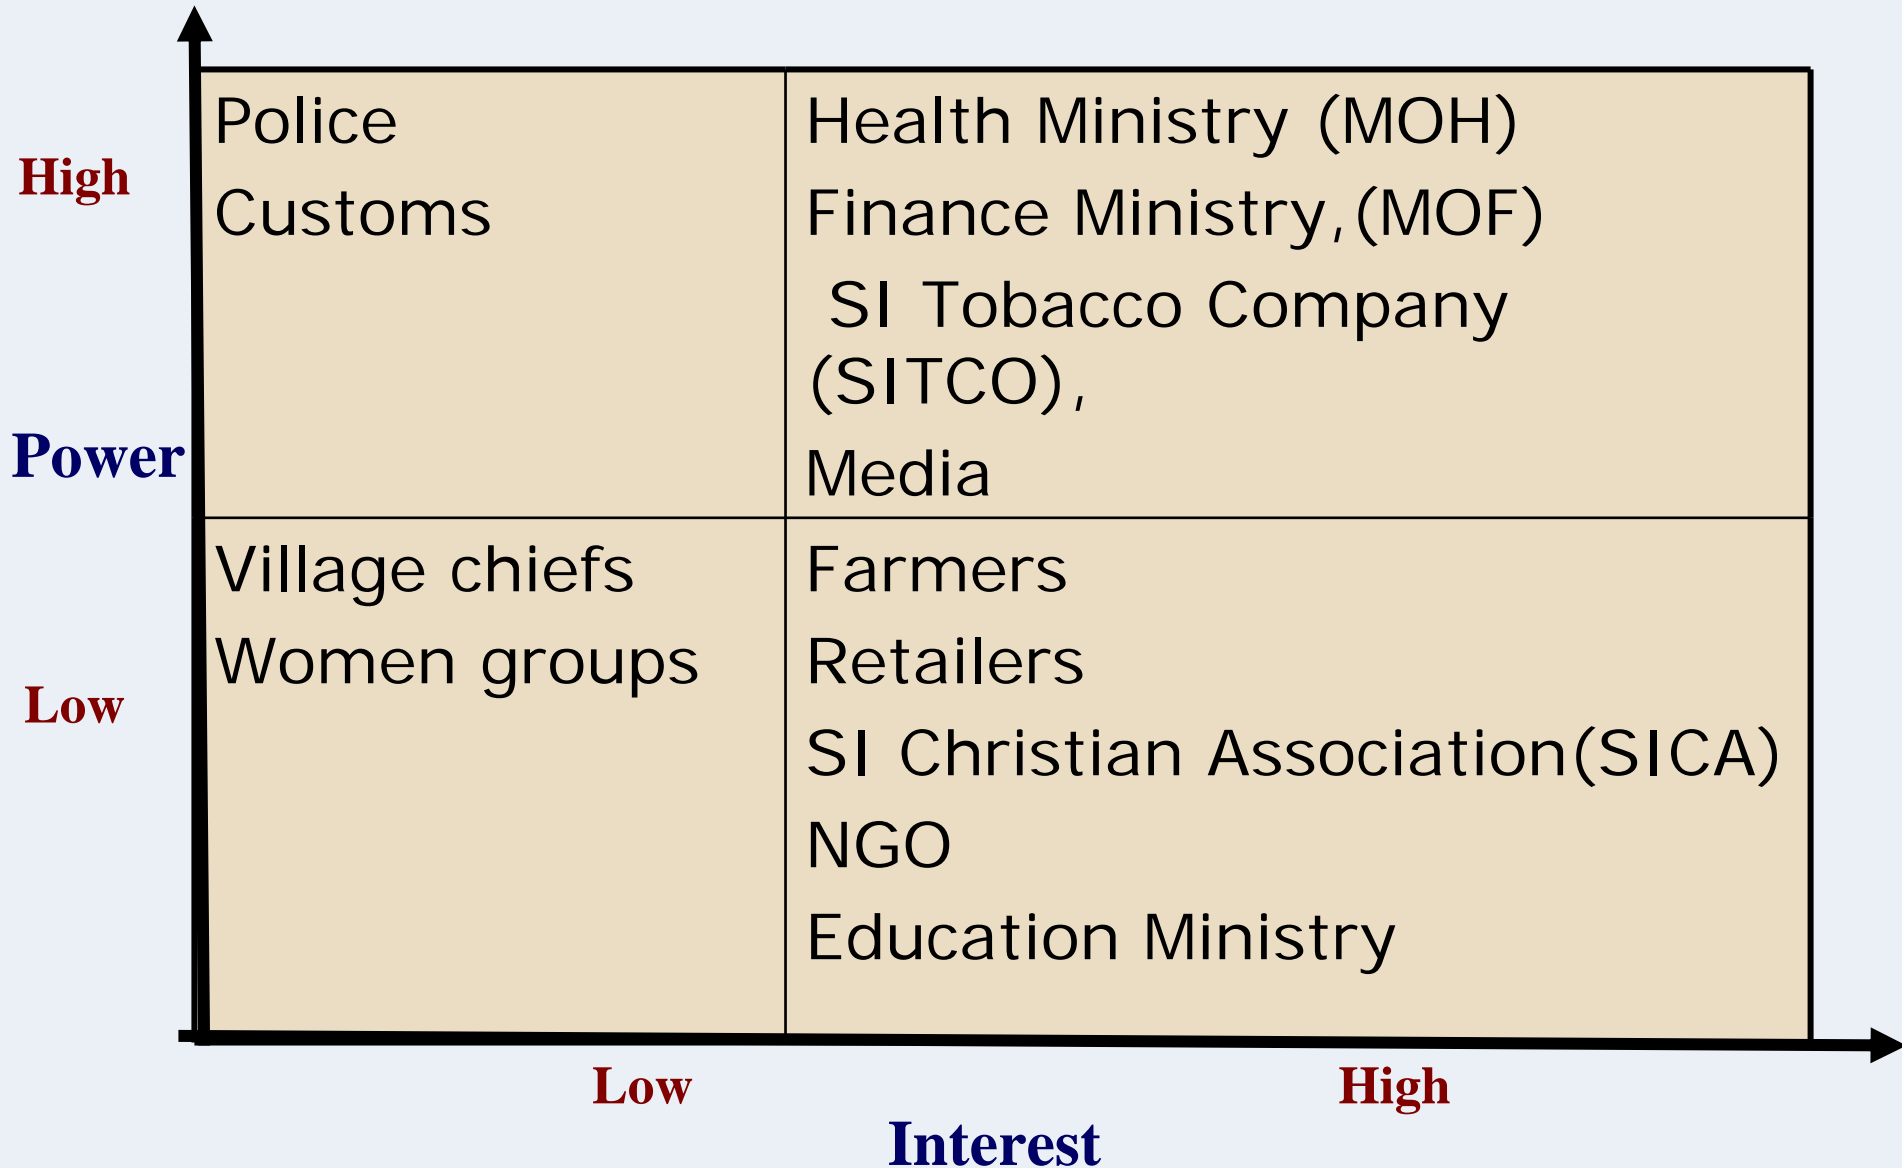 High
Power
Low
Police
Customs
Health Ministry (MOH)
Finance Ministry,(MOF)
SI Tobacco Company
(SITCO),
Media
Village chiefs
Women groups
Farmers
Retailers
SI Christian Association(SICA)
NGO
Education Ministry
Low
High
Interest